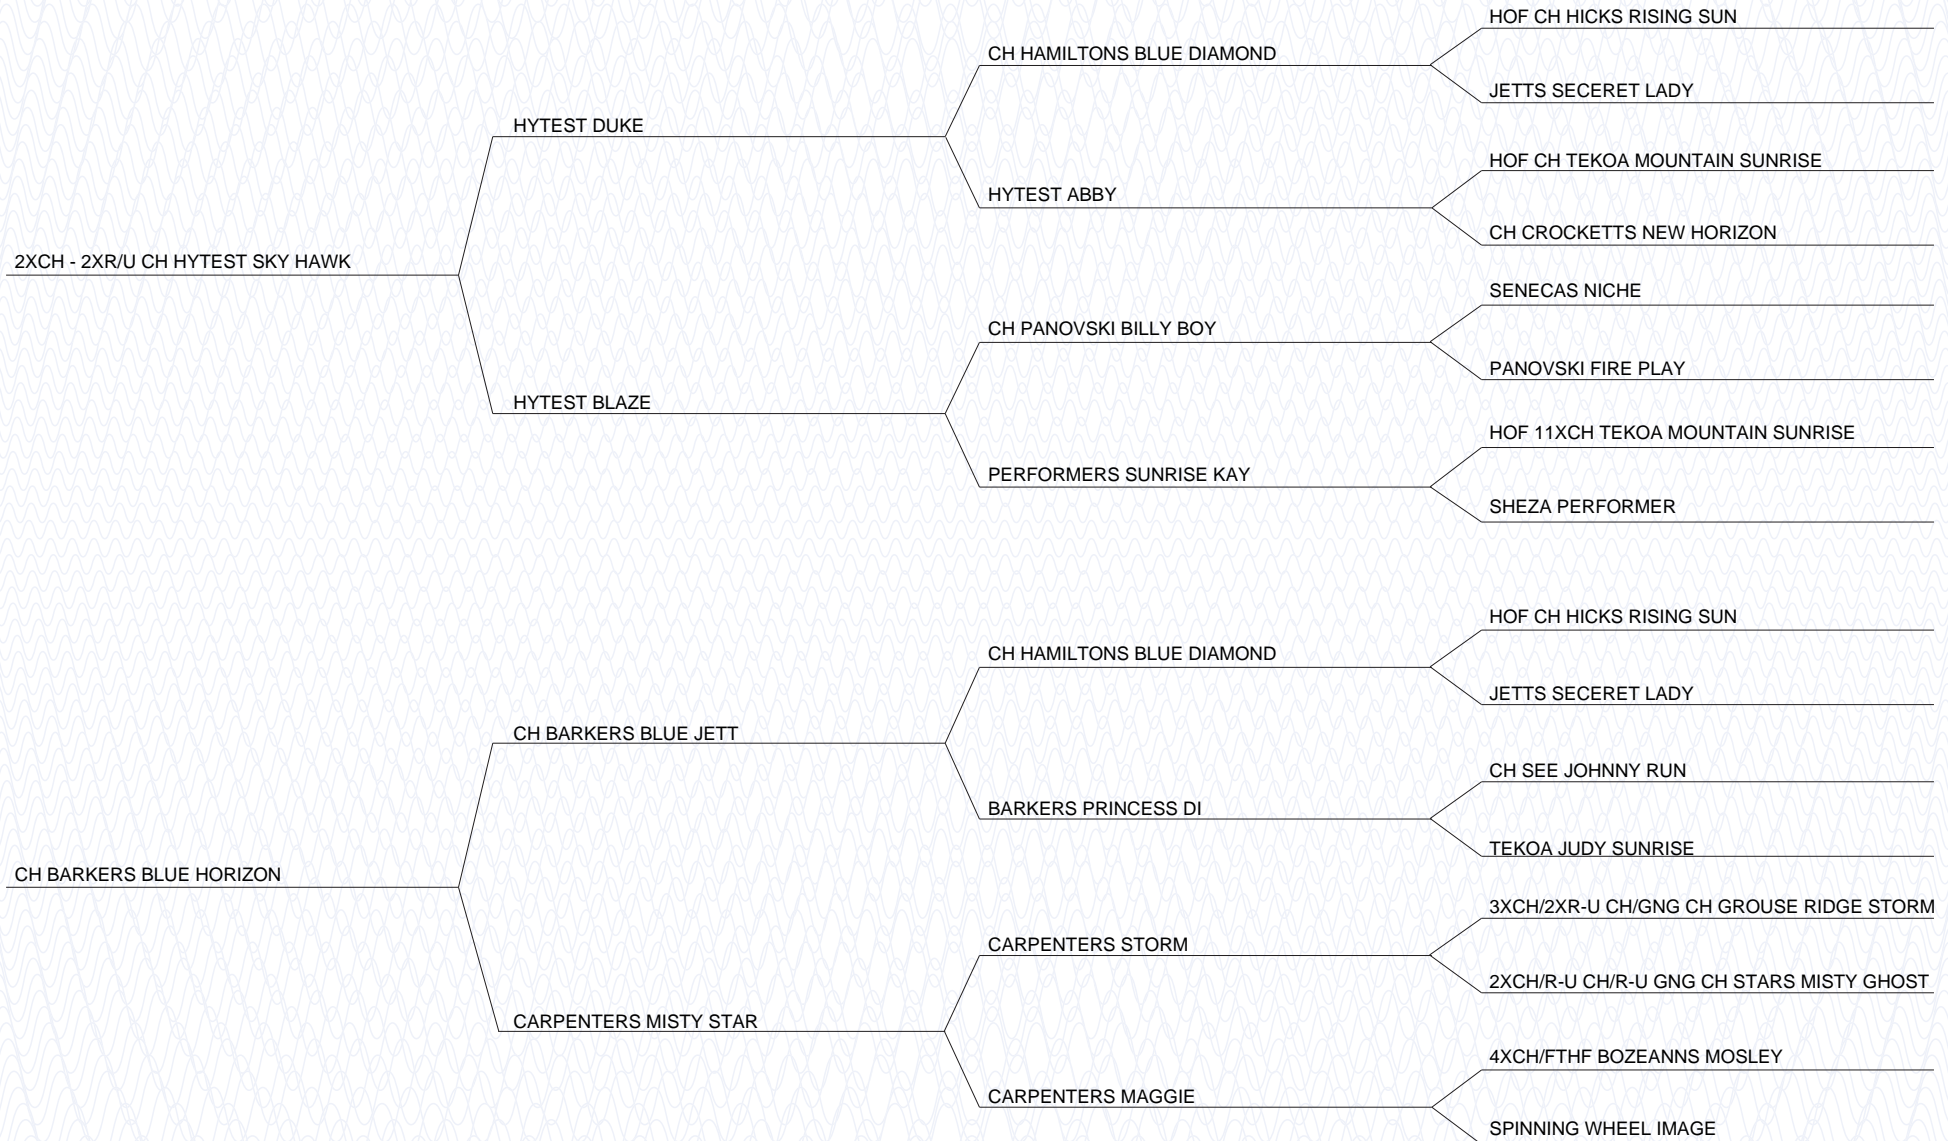 HOF CH HICKS RISING SUN
CH HAMILTONS BLUE DIAMOND
JETTS SECERET LADY
HYTEST DUKE
HOF CH TEKOA MOUNTAIN SUNRISE
HYTEST ABBY
CH CROCKETTS NEW HORIZON
2XCH - 2XR/U CH HYTEST SKY HAWK
SENECAS NICHE
CH PANOVSKI BILLY BOY
PANOVSKI FIRE PLAY
HYTEST BLAZE
HOF 11XCH TEKOA MOUNTAIN SUNRISE
PERFORMERS SUNRISE KAY
SHEZA PERFORMER
HOF CH HICKS RISING SUN
CH HAMILTONS BLUE DIAMOND
JETTS SECERET LADY
CH BARKERS BLUE JETT
CH SEE JOHNNY RUN
BARKERS PRINCESS DI
TEKOA JUDY SUNRISE
CH BARKERS BLUE HORIZON
3XCH/2XR-U CH/GNG CH GROUSE RIDGE STORM
CARPENTERS STORM
2XCH/R-U CH/R-U GNG CH STARS MISTY GHOST
CARPENTERS MISTY STAR
4XCH/FTHF BOZEANNS MOSLEY
CARPENTERS MAGGIE
SPINNING WHEEL IMAGE